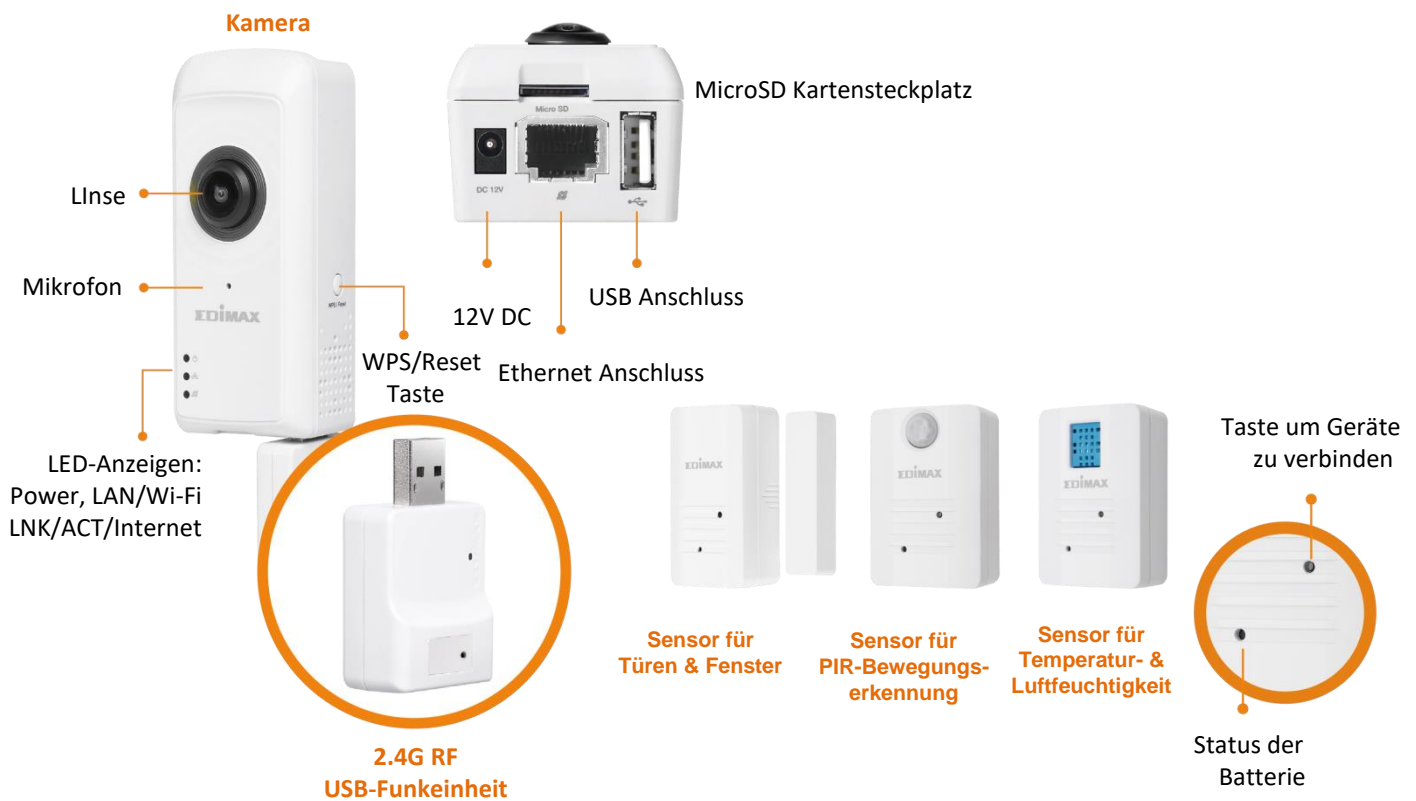 Kamera
MicroSD Kartensteckplatz
Micro SD
DC 12V
LInse
Mikrofon
EDIMAX
WPS/Reset
12V DC
USB Anschluss
WPS/Reset
Taste
Ethernet Anschluss
LED-Anzeigen:
Power, LAN/Wi-Fi
LNK/ACT/Internet
EDIMAX
EDIMAX
EDIMAX
Taste um Geräte
zu verbinden
Sensor für
Türen & Fenster
Sensor für
PIR-Bewegungs-
erkennung
Sensor für
Temperatur- &
Luftfeuchtigkeit
Status der
Batterie
2.4G RF
USB-Funkeinheit